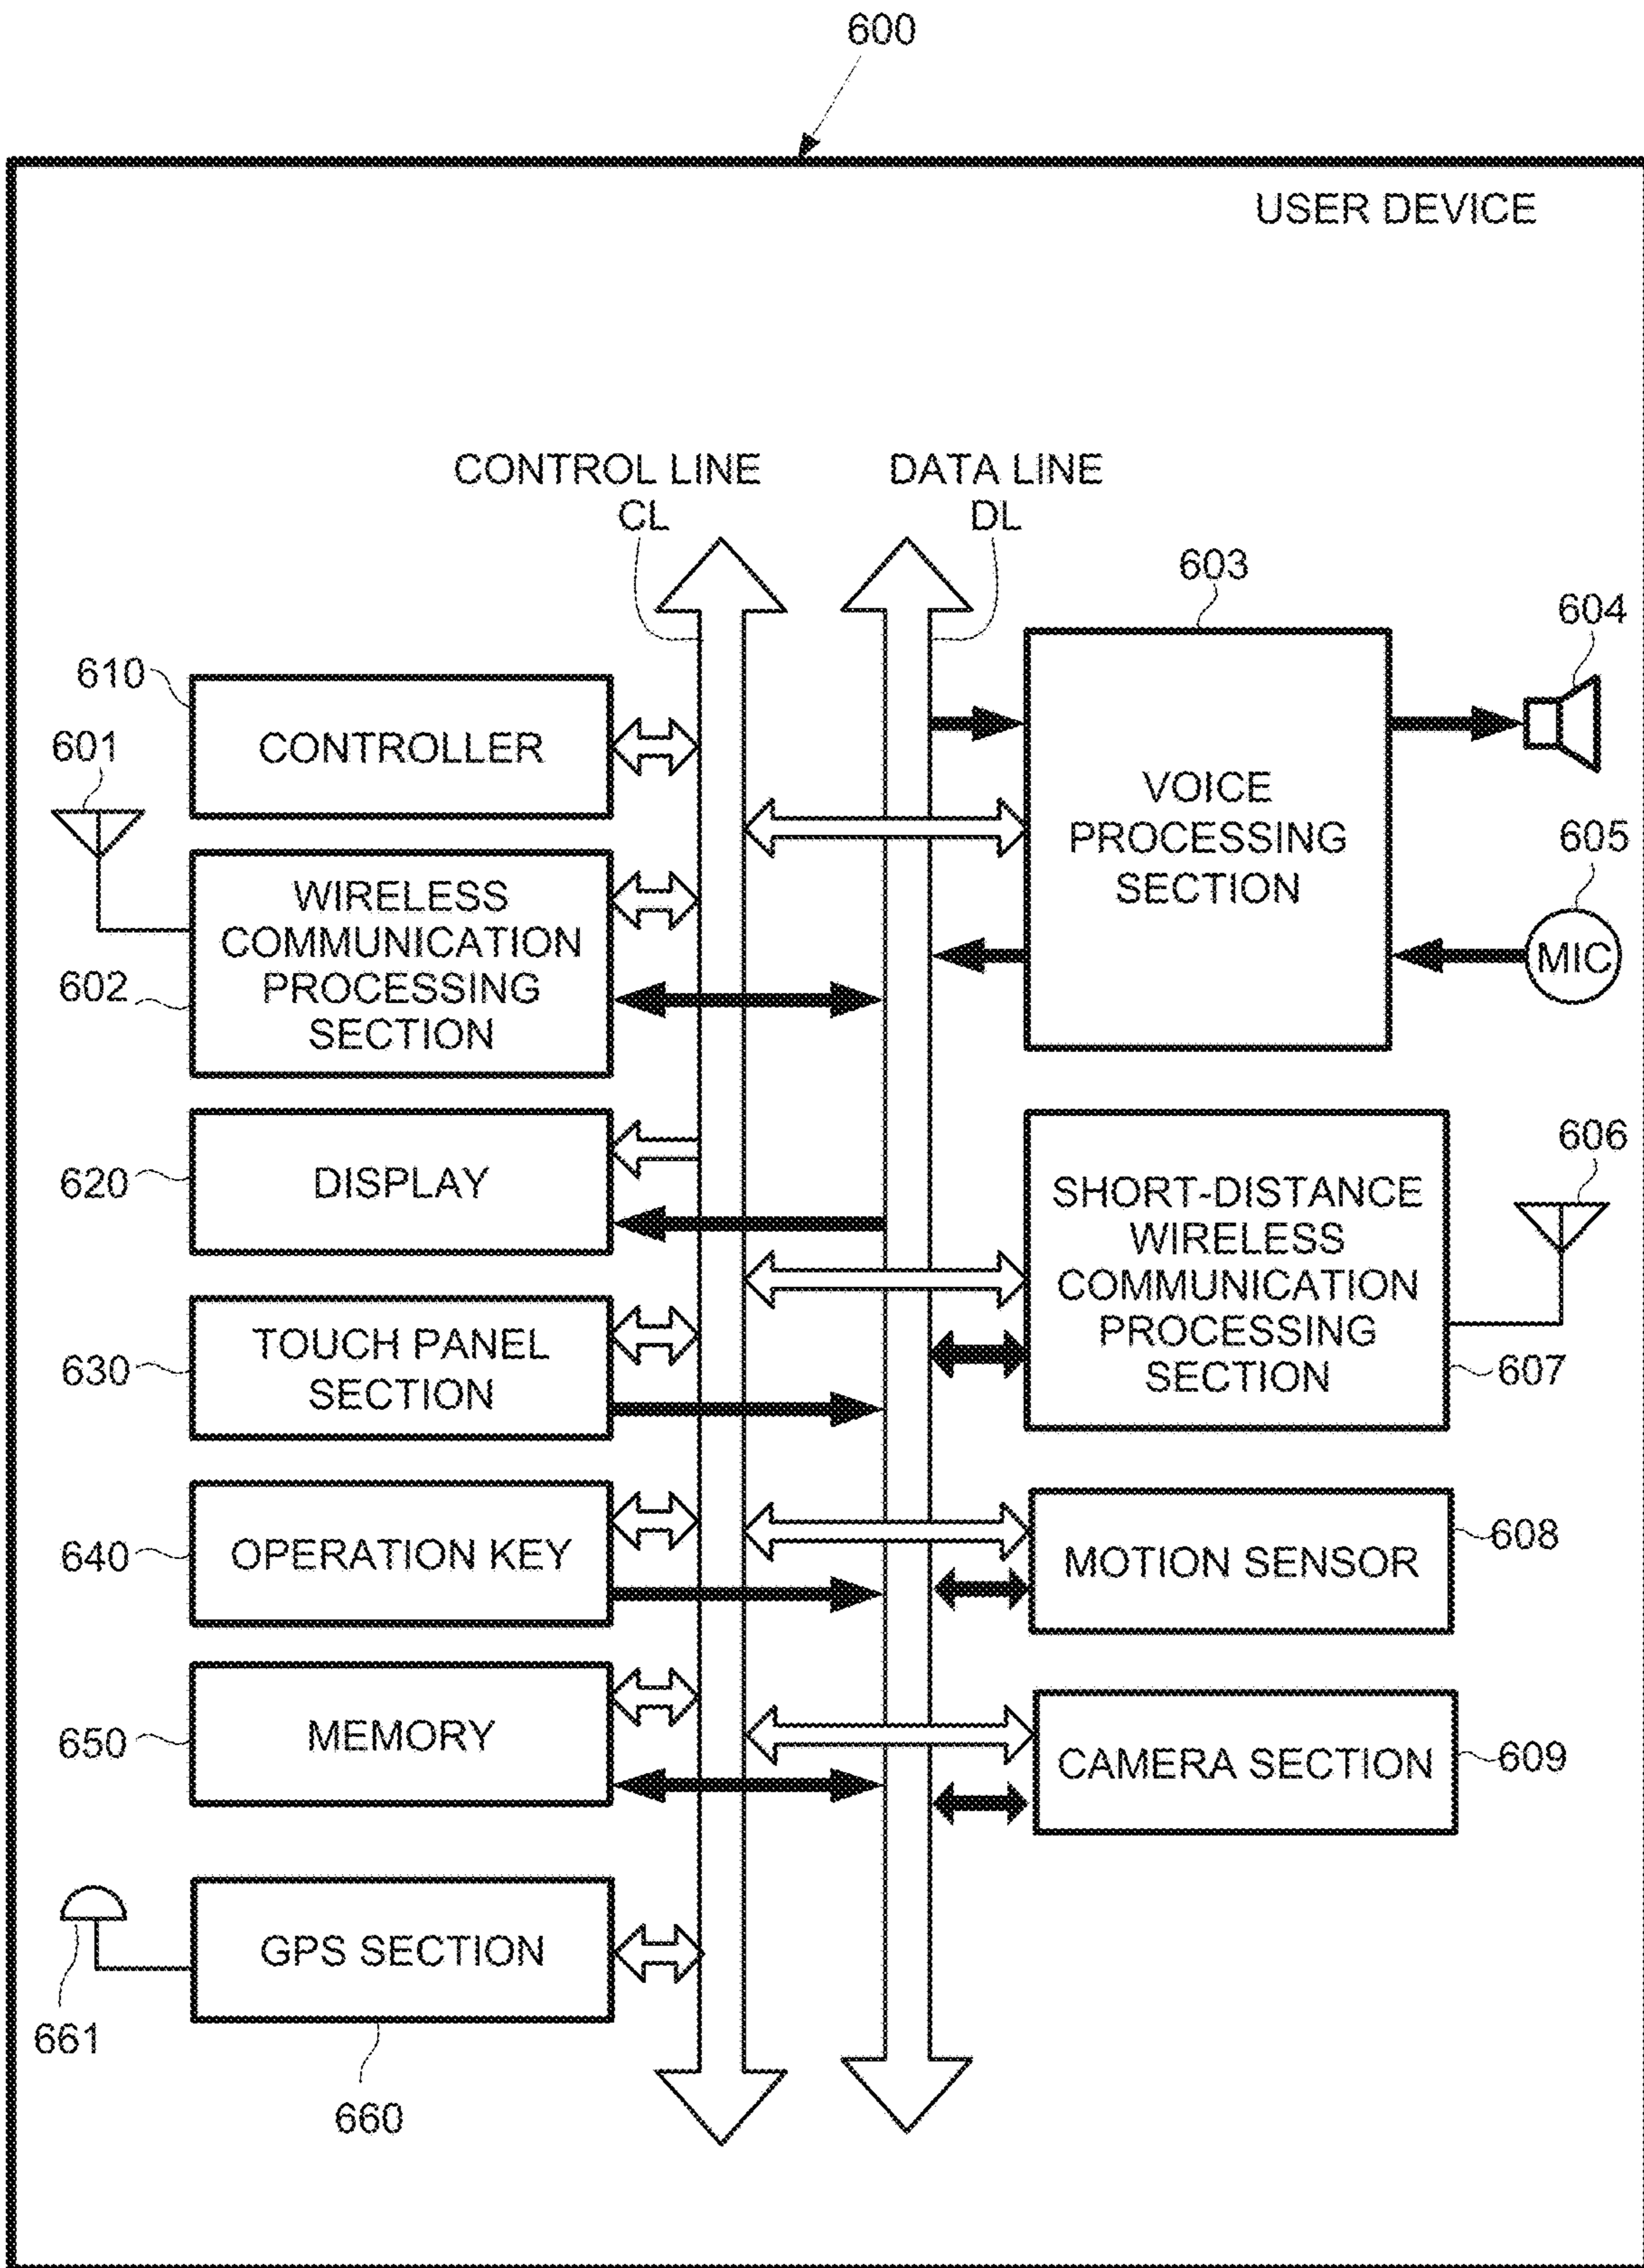 600
USER DEVICE
CONTROL LINE
CL
DATA LINE
DL
603
604
610
CONTROLLER
601
VOICE
PROCESSING
SECTION
605
MIC
WIRELESS
COMMUNICATION
PROCESSING
SECTION
602
606
620
DISPLAY
SHORT-DISTANCE
WIRELESS
COMMUNICATION
PROCESSING
SECTION
607
630
TOUCH PANEL
SECTION
640
OPERATION KEY
608
MOTION SENSOR
650
MEMORY
609
CAMERA SECTION
GPS SECTION
661
660